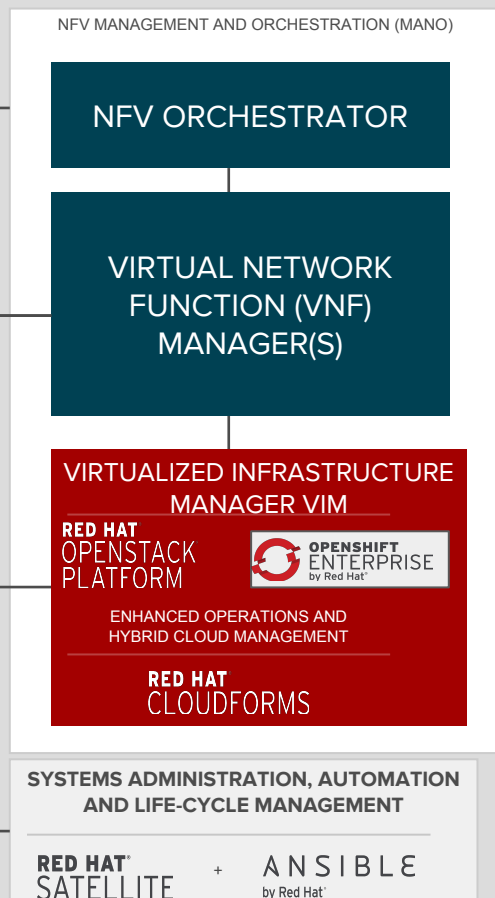 NFV MANAGEMENT AND ORCHESTRATION (MANO)
NFV ORCHESTRATOR
VIRTUAL NETWORK
FUNCTION (VNF)
MANAGER(S)
VIRTUALIZED INFRASTRUCTURE
MANAGER VIM
RED HAT®
OPENSTACK®
PLATFORM
OPENSHIFT
ENTERPRISE
by Red Hat®
ENHANCED OPERATIONS AND
HYBRID CLOUD MANAGEMENT
RED HAT®
CLOUDFORMS
SYSTEMS ADMINISTRATION, AUTOMATION
AND LIFE-CYCLE MANAGEMENT
RED HAT®
SATELLITE
+
ANSIBLE
by Red Hat®